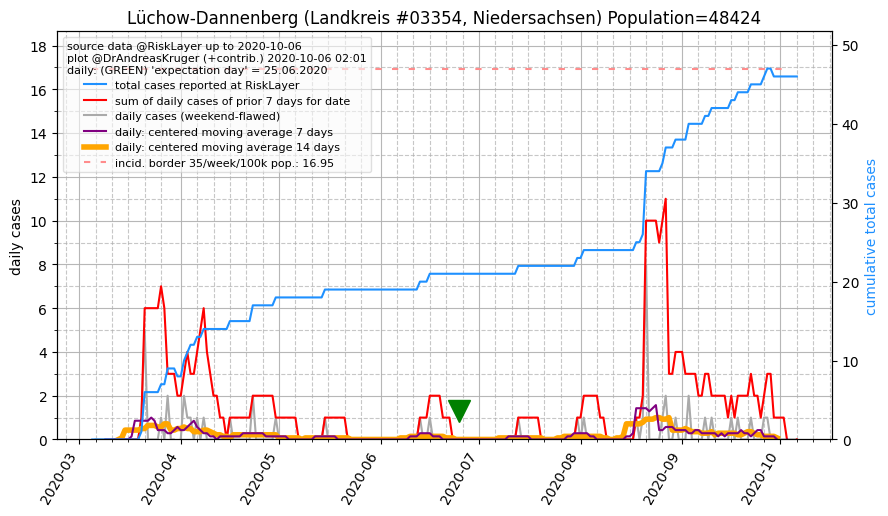 Lüchow-Dannenberg (Landkreis #03354, Niedersachsen) Population=48424
source data @RiskLayer up to 2020-10-06
plot @DrAndreasKruger (+contrib.) 2020-10-06 02:01
daily: (GREEN) 'expectation day' = 25.06.2020
total cases reported at RiskLayer
sum of daily cases of prior 7 days for date
daily cases (weekend-flawed)
daily: centered moving average 7 days
daily: centered moving average 14 days
incid. border 35/week/100k pop.: 16.95
daily cases
18
16
14
12
10
8
6
4
2
0
cumulative total cases
50
40
30
20
10
0
2020-03
2020-04
2020-05
2020-06
2020-07
2020-08
2020-09
2020-10